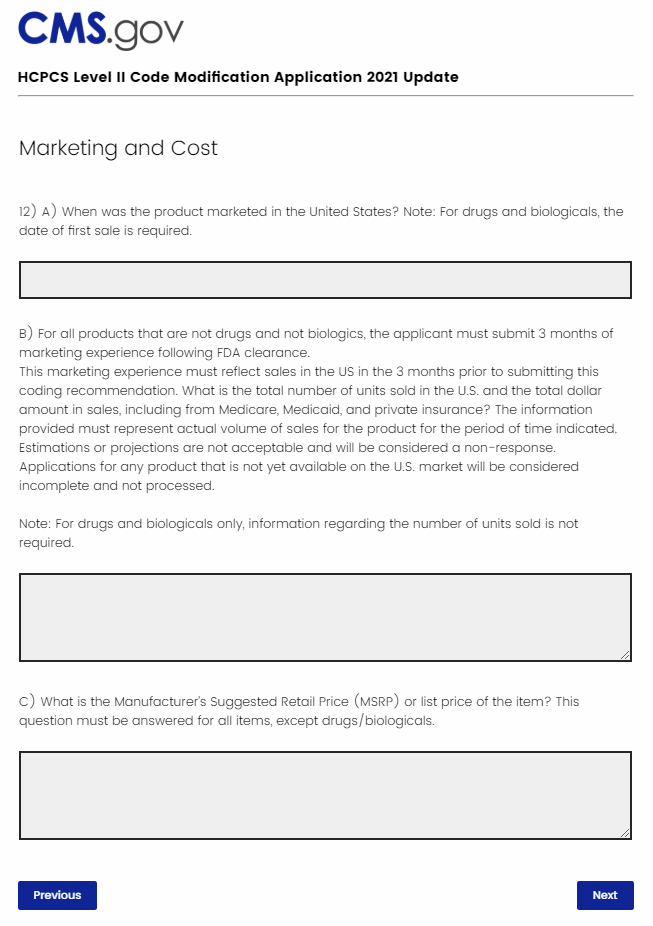 CMS.gov
HCPCS Level II Code Modification Application 2021 Update
Marketing and Cost
12) A) When was the product marketed in the United States? Note: For drugs and biologicals, the
date of first sale is required.
B) For all products that are not drugs and not biologics, the applicant must submit 3 months of
marketing experience following FDA clearance.
This marketing experience must reflect sales in the US in the 3 months prior to submitting this
coding recommendation. What is the total number of units sold in the U.S. and the total dollar
amount in sales, including from Medicare, Medicaid, and private insurance? The information
provided must represent actual volume of sales for the product for the period of time indicated.
Estimations or projections are not acceptable and will be considered a non-response.
Applications for any product that is not yet available on the U.S. market will be considered
incomplete and not processed.
Note: For drugs and biologicals only, information regarding the number of units sold is not
required.
C) What is the Manufacturer's Suggested Retail Price (MSRP) or list price of the item? This
question must be answered for all items, except drugs/biologicals.
Previous
Next